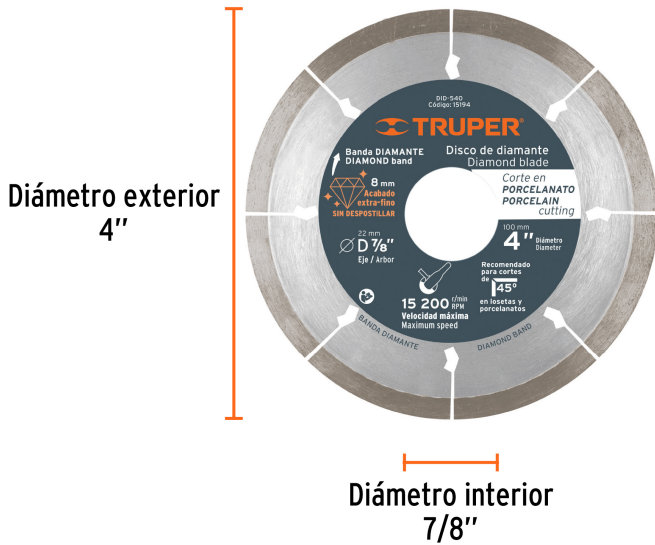 Diámetro exterior
4"
DID-540
Código: 15194
TRUPER®
Banda DIAMANTE
DIAMOND band
Disco de diamante
Diamond blade
8 mm
Acabado
extra-fino
SIN DESPOSTILLAR
Corte en
PORCELANATO
PORCELAIN
cutting
22 mm
D 7/8"
Eje / Arbor
100 mm
4" Diámetro
Diameter
Recomendado
para cortes
de 45°
en losetas y
porcelanatos
15 200 r/min
RPM
Velocidad máxima
Maximum speed
BANDA DIAMANTE
DIAMOND BAND
Diámetro interior
7/8"